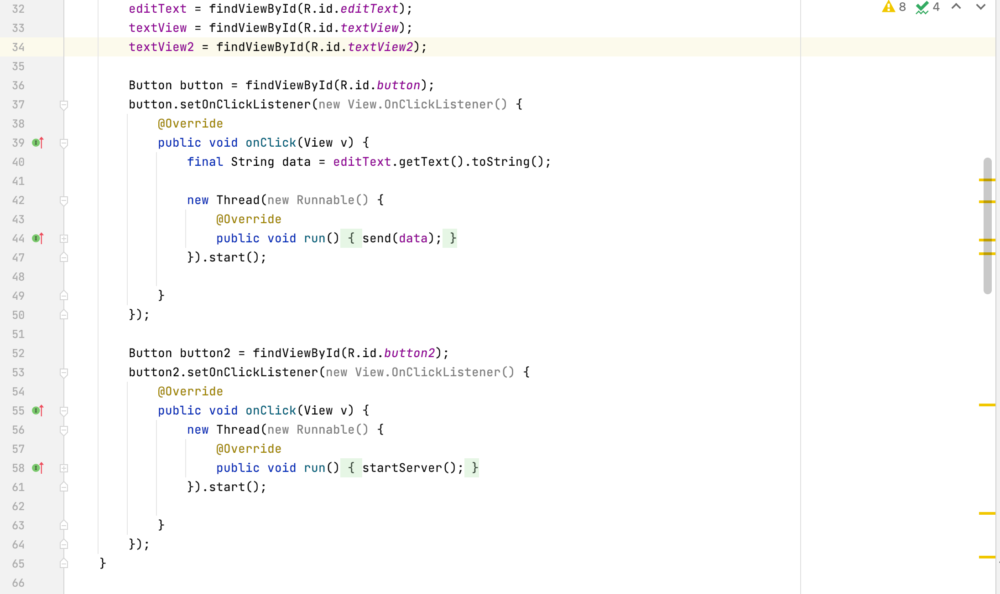 32 editText = findViewById(R.id.editText);
8 4
33 textView = findViewById(R.id.textView);
34 textView2 = findViewById(R.id.textView2);
35
36 Button button = findViewById(R.id.button);
37 button.setOnClickListener(new View.OnClickListener() {
38 @Override
39 public void onClick(View v) {
40 final String data = editText.getText().toString();
41
42 new Thread(new Runnable() {
43 @Override
44 public void run() { send(data); }
47 }).start();
48
49 }
50 });
51
52 Button button2 = findViewById(R.id.button2);
53 button2.setOnClickListener(new View.OnClickListener() {
54 @Override
55 public void onClick(View v) {
56 new Thread(new Runnable() {
57 @Override
58 public void run() { startServer(); }
61 }).start();
62
63 }
64 });
65 }
66